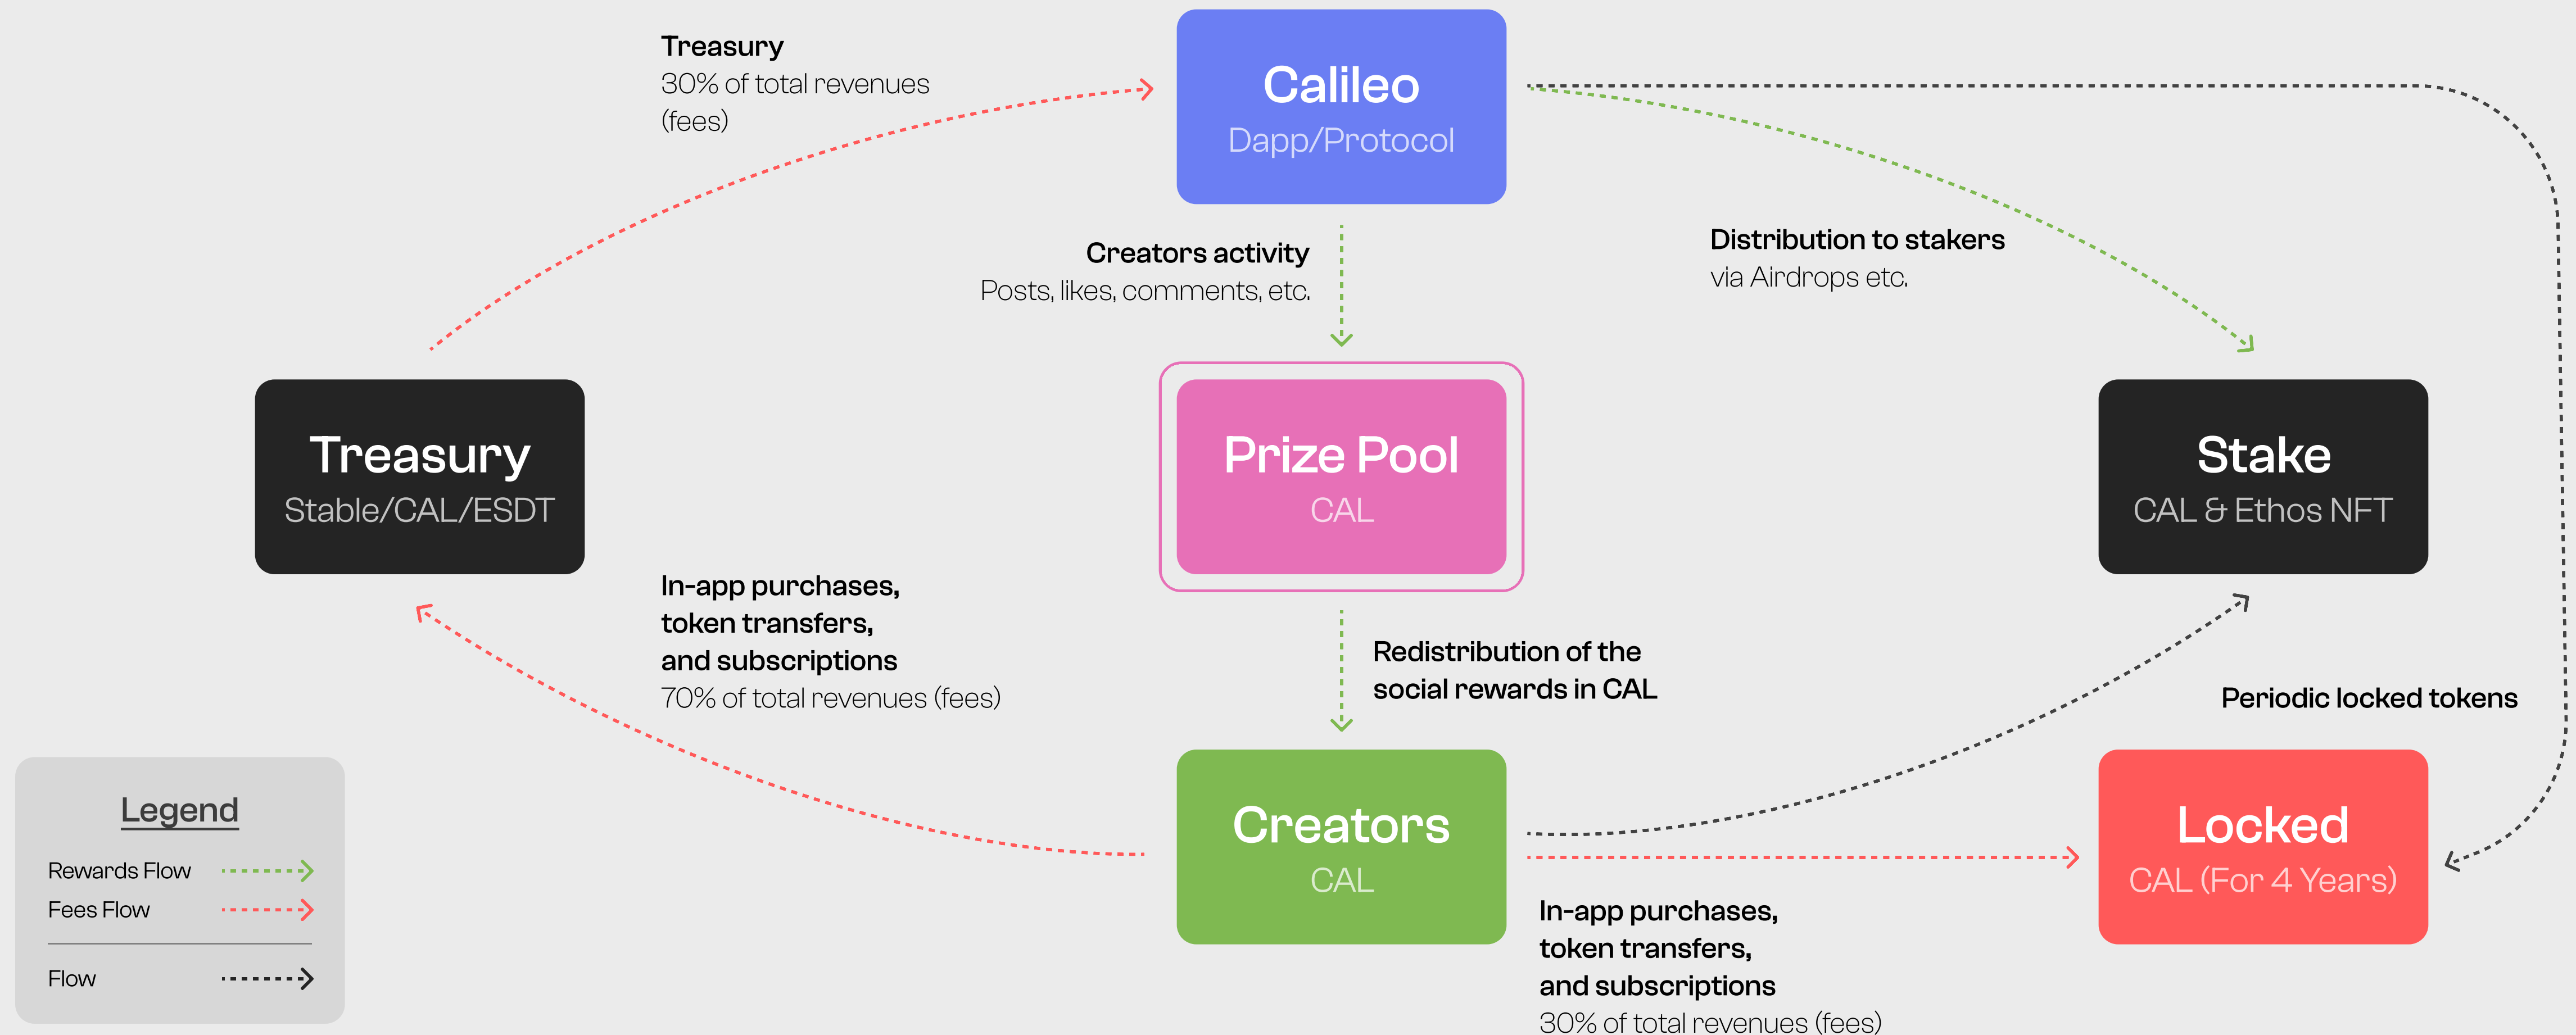 Treasury
30% of total revenues
(fees)
Calileo
Dapp/Protocol
Creators activity
Posts, likes, comments, etc.
Distribution to stakers
via Airdrops etc.
Treasury
Stable/CAL/ESDT
Prize Pool
CAL
Stake
CAL & Ethos NFT
In-app purchases,
token transfers,
and subscriptions
70% of total revenues (fees)
Redistribution of the
social rewards in CAL
Periodic locked tokens
Creators
CAL
Locked
CAL (For 4 Years)
In-app purchases,
token transfers,
and subscriptions
30% of total revenues (fees)
Legend
Rewards Flow
Fees Flow
Flow